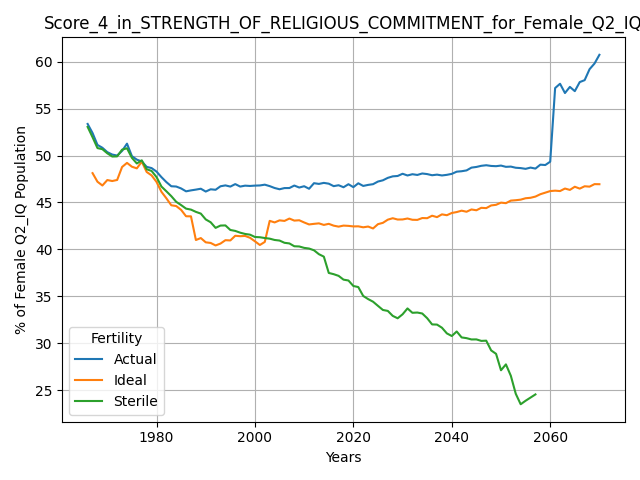 Score_4_in_STRENGTH_OF_RELIGIOUS_COMMITMENT_for_Female_Q2_IQ
% of Female Q2_IQ Population
60
55
50
45
40
35
30
25
Fertility
Actual
Ideal
Sterile
1980 2000 2020 2040 2060
Years